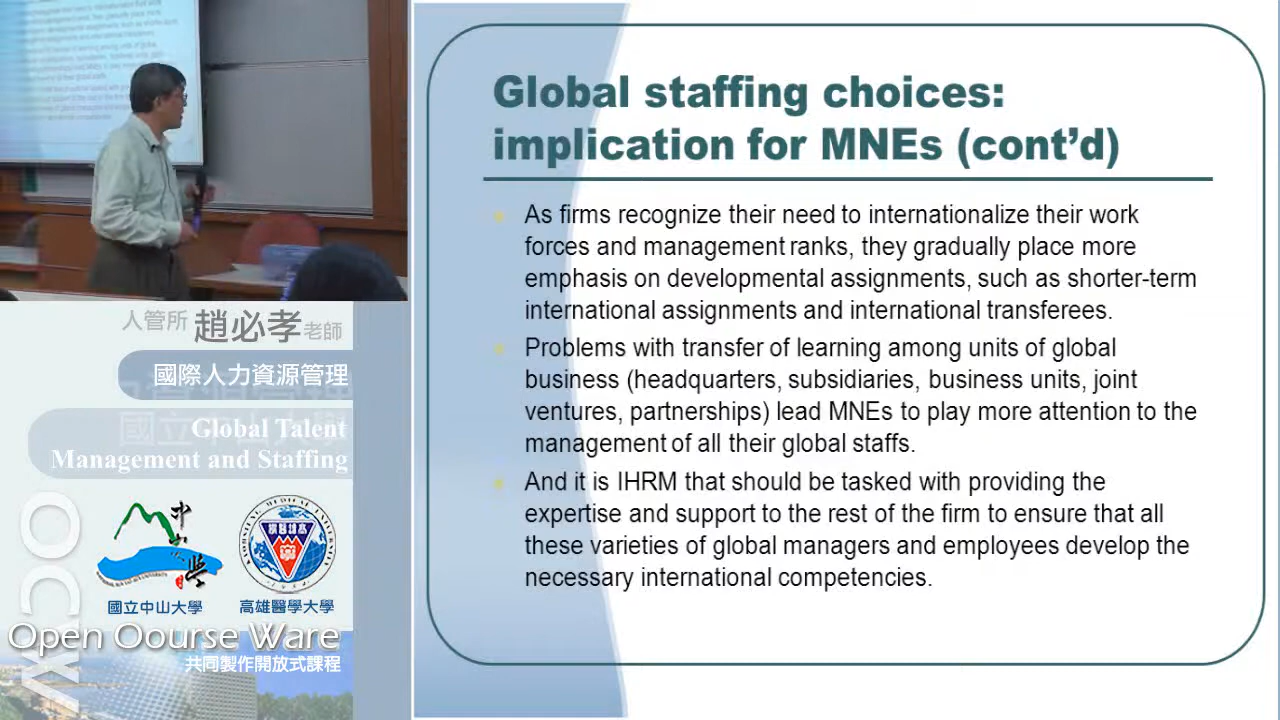 人管所 趙必孝 老師
國際人力資源管理
Global Talent
Management and Staffing
OCW
國立中山大學
高雄醫學大學
Open Oourse Ware
共同製作開放式課程
Global staffing choices:
implication for MNEs (cont’d)
As firms recognize their need to internationalize their work
forces and management ranks, they gradually place more
emphasis on developmental assignments, such as shorter-term
international assignments and international transferees.
Problems with transfer of learning among units of global
business (headquarters, subsidiaries, business units, joint
ventures, partnerships) lead MNEs to play more attention to the
management of all their global staffs.
And it is IHRM that should be tasked with providing the
expertise and support to the rest of the firm to ensure that all
these varieties of global managers and employees develop the
necessary international competencies.